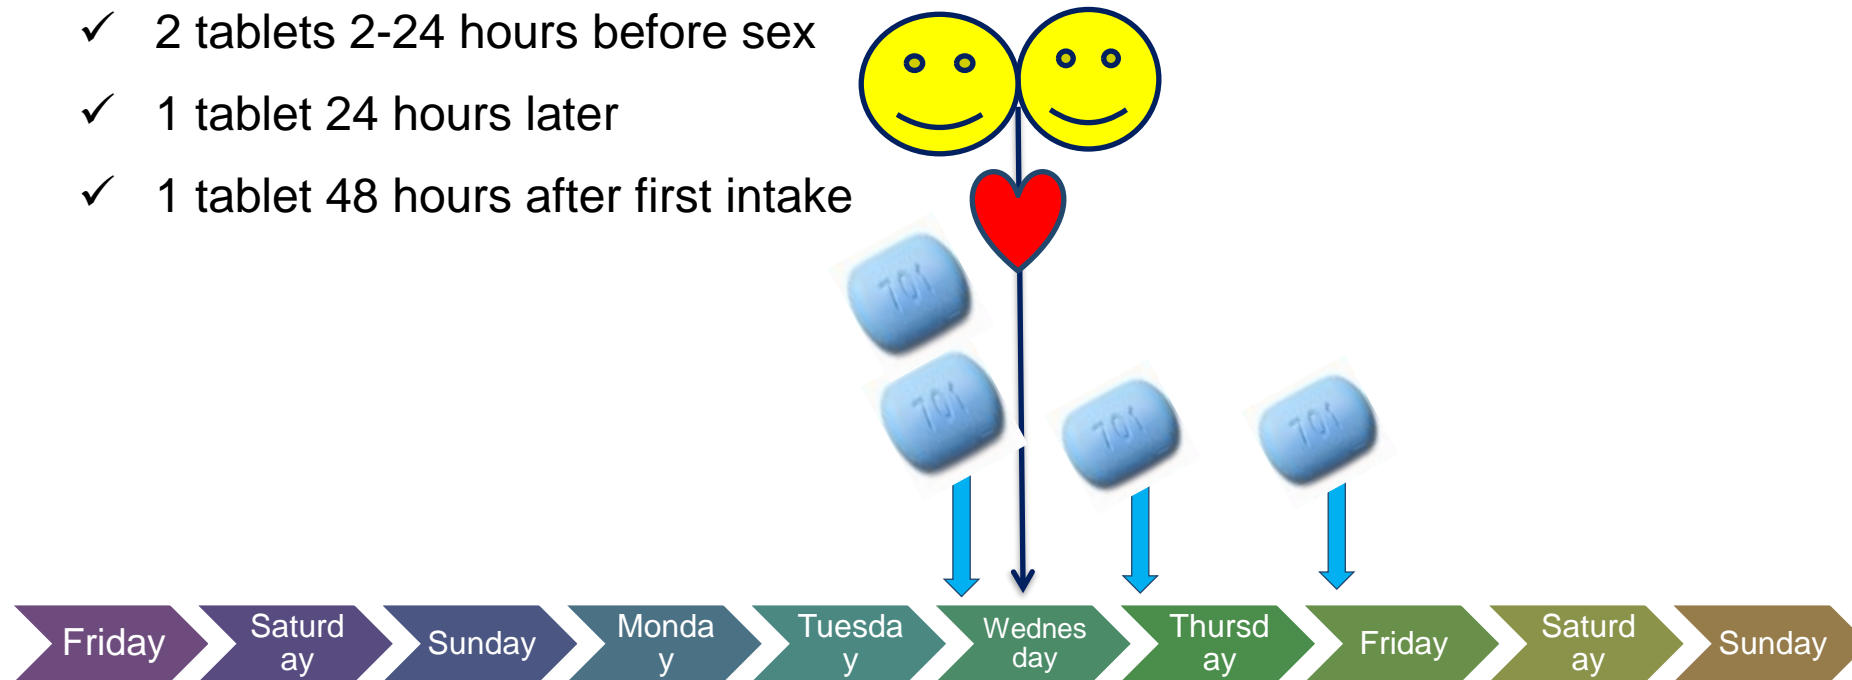 ✓ 2 tablets 2-24 hours before sex
✓ 1 tablet 24 hours later
✓ 1 tablet 48 hours after first intake
701
701
701
701
Friday
Saturd
ay
Sunday
Monda
y
Tuesda
y
Wednes
day
Thursd
ay
Friday
Saturd
ay
Sunday